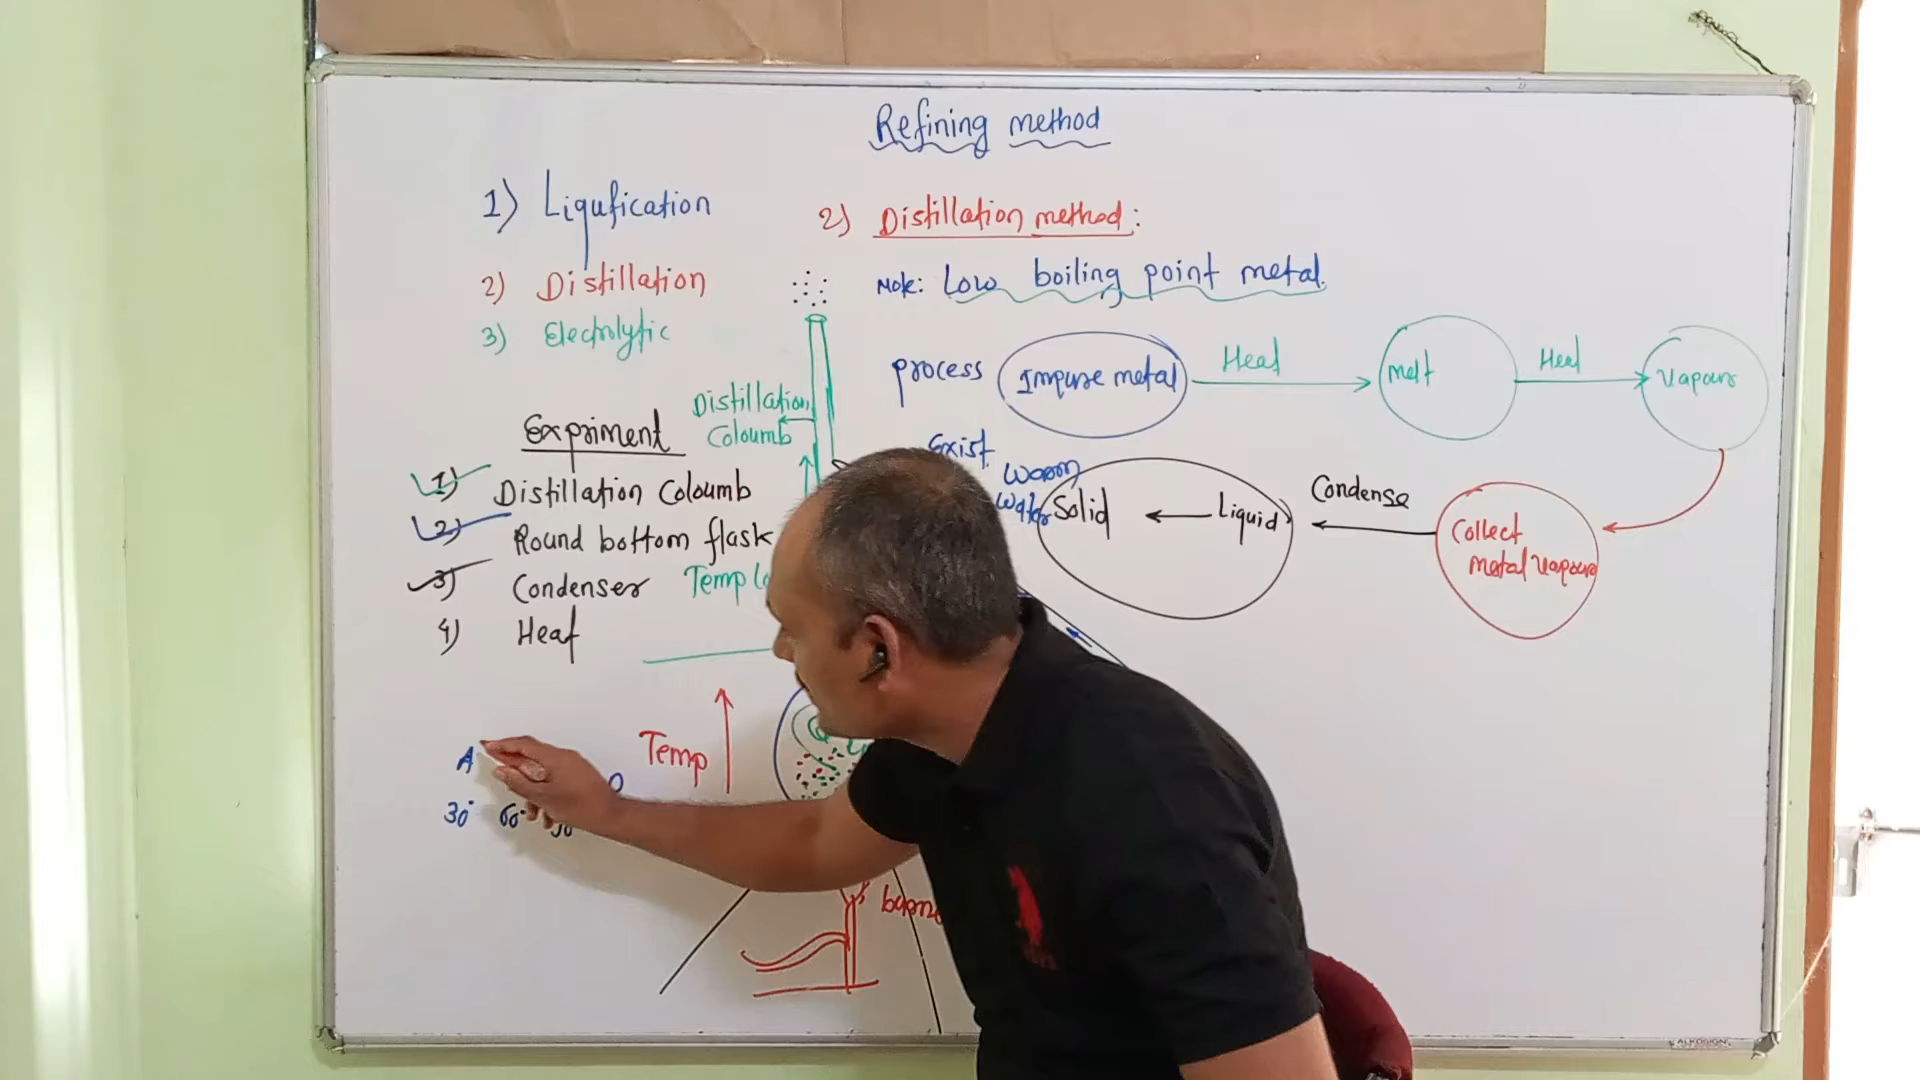 Refining method
1) Liqufication
2) Distillation
3) Electrolytic
2) Distillation method:
Note: Low boiling point metal.
process Impure metal Heat melt Heat Vapour
Collect
metal Vapour
Condense
Liquid
Solid
Distillation
Coloumb
Exist
Warm
Water
Expriment
1) Distillation Coloumb
2) Round bottom flask
3) Condenser
4) Heat
Temp
Temp
A
30° 60°